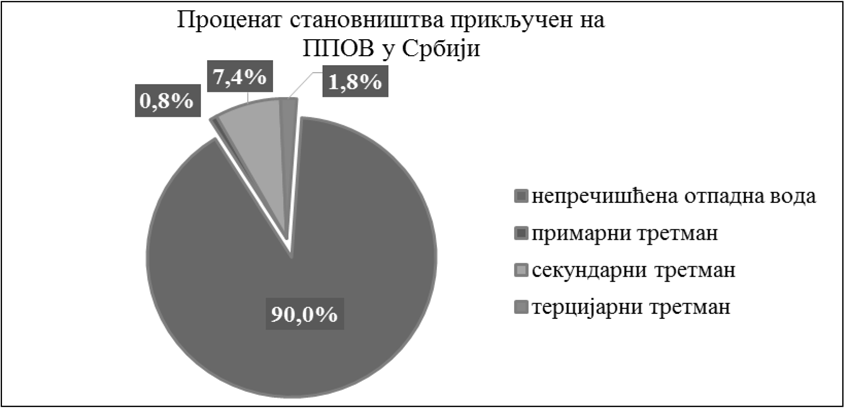 Проценат становништва прикључен на
ППОВ у Србији
7,4%
1,8%
0,8%
90,0%
непречишћена отпадна вода
примарни третман
секундарни третман
терцијарни третман